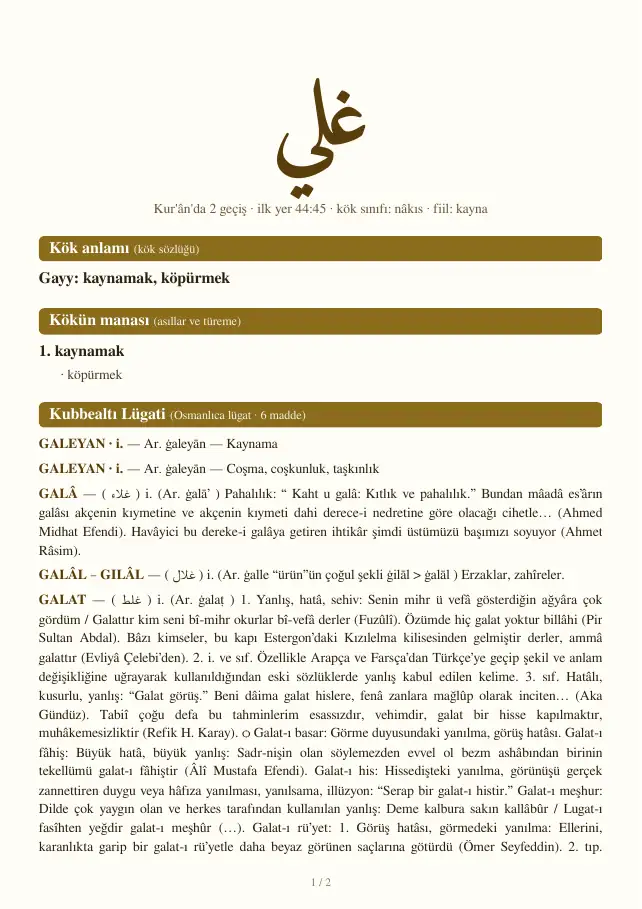 غلي
Kur'ân'da 2 geçiş · ilk yer 44:45 · kök sınıfı: nâkıs · fiil: kayna
Kök anlamı (kök sözlüğü)
Gayy: kaynamak, köpürmek
Kökün manası (asıllar ve türeme)
1. kaynamak
· köpürmek
Kubbealtı Lügati (Osmanlıca lügat · 6 madde)
GALEYAN · i. — Ar. ġaleyān — Kaynama
GALEYAN · i. — Ar. ġaleyān — Coşma, coşkunluk, taşkınlık
GALÂ — ( غلاء ) i. (Ar. ġalā’ ) Pahalılık: “ Kaht u galâ: Kıtlık ve pahalılık.” Bundan mâadâ es’ârın
galâsı akçenin kıymetine ve akçenin kıymeti dahi derece-i nedretine göre olacağı cihetle… (Ahmed
Midhat Efendi). Havâyici bu dereke-i galâya getiren ihtikâr şimdi üstümüzü başımızı soyuyor (Ahmet
Râsim).
GALÂL – GILÂL — ( غلال ) i. (Ar. ġalle “ürün”ün çoğul şekli ġilāl > ġalāl ) Erzaklar, zahîreler.
GALAT — ( غلط ) i. (Ar. ġalaṭ ) 1. Yanlış, hatâ, sehiv: Senin mihr ü vefâ gösterdiğin ağyâra çok
gördüm / Galattır kim seni bî-mihr okurlar bî-vefâ derler (Fuzûlî). Özümde hiç galat yoktur billâhi (Pir
Sultan Abdal). Bâzı kimseler, bu kapı Estergon’daki Kızılelma kilisesinden gelmiştir derler, ammâ
galattır (Evliyâ Çelebi’den). 2. i. ve sıf. Özellikle Arapça ve Farsça’dan Türkçe’ye geçip şekil ve anlam
değişikliğine uğrayarak kullanıldığından eski sözlüklerde yanlış kabul edilen kelime. 3. sıf. Hatâlı,
kusurlu, yanlış: “Galat görüş.” Beni dâima galat hislere, fenâ zanlara mağlûp olarak inciten… (Aka
Gündüz). Tabiî çoğu defa bu tahminlerim esassızdır, vehimdir, galat bir hisse kapılmaktır,
muhâkemesizliktir (Refik H. Karay). ѻ Galat-ı basar: Görme duyusundaki yanılma, görüş hatâsı. Galat-ı
fâhiş: Büyük hatâ, büyük yanlış: Sadr-nişin olan söylemezden evvel ol bezm ashâbından birinin
tekellümü galat-ı fâhiştir (Âlî Mustafa Efendi). Galat-ı his: Hissedişteki yanılma, görünüşü gerçek
zannettiren duygu veya hâfıza yanılması, yanılsama, illüzyon: “Serap bir galat-ı histir.” Galat-ı meşhur:
Dilde çok yaygın olan ve herkes tarafından kullanılan yanlış: Deme kalbura sakın kallâbûr / Lugat-ı
fasîhten yeğdir galat-ı meşhûr (…). Galat-ı rü’yet: 1. Görüş hatâsı, görmedeki yanılma: Ellerini,
karanlıkta garip bir galat-ı rü’yetle daha beyaz görünen saçlarına götürdü (Ömer Seyfeddin). 2. tıp.
1 / 2